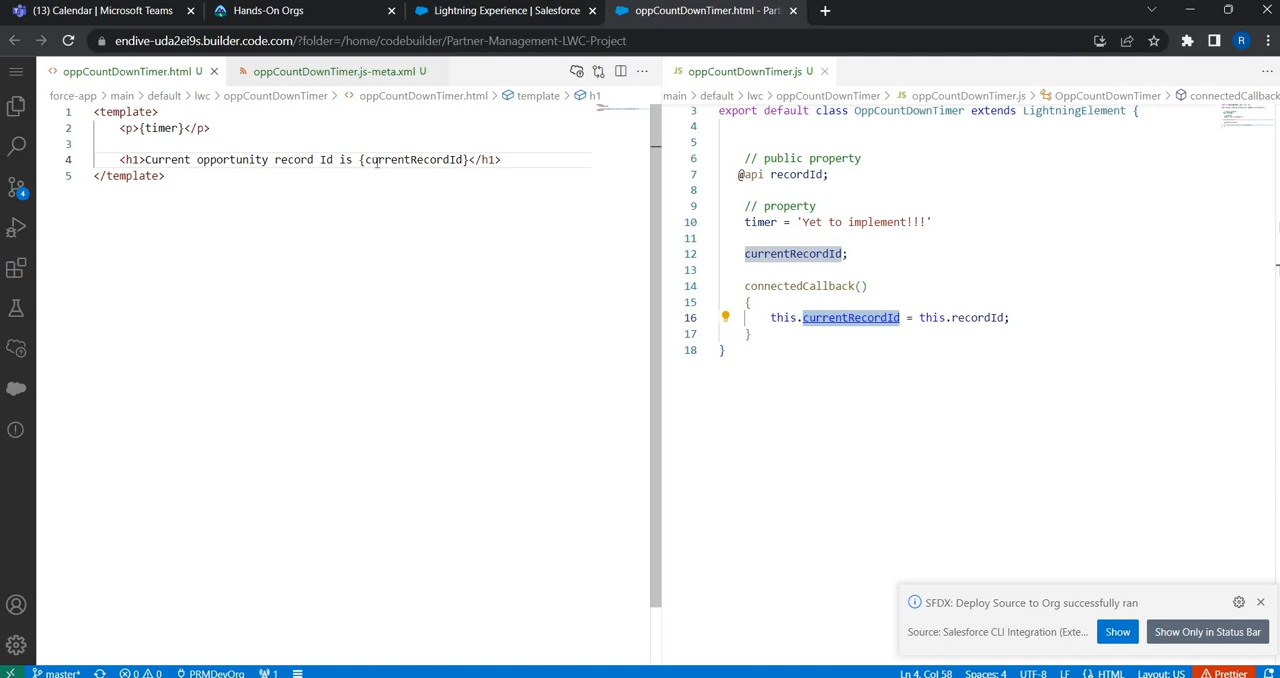 (13) Calendar | Microsoft Teams
Hands-On Orgs
Lightning Experience | Salesforce
oppCountDownTimer.html - Part
endive-uda2ei9s.builder.code.com/?folder=/home/codebuilder/Partner-Management-LWC-Project
R
oppCountDownTimer.html U
oppCountDownTimer.js-meta.xml U
force-app > main > default > lwc > oppCountDownTimer > oppCountDownTimer.html > template > h1
1 <template>
2 <p>{timer}</p>
3
4 <h1>Current opportunity record Id is {currentRecordId}</h1>
5 </template>
4
JS oppCountDownTimer.js U
main > default > lwc > oppCountDownTimer > JS oppCountDownTimer.js > OppCountDownTimer > connectedCallback
3 export default class OppCountDownTimer extends LightningElement {
4
5
6 // public property
7 @api recordId;
8
9 // property
10 timer = 'Yet to implement!!!'
11
12 currentRecordId;
13
14 connectedCallback()
15 {
16 this.currentRecordId = this.recordId;
17 }
18 }
SFDX: Deploy Source to Org successfully ran
Source: Salesforce CLI Integration (Exte...
Show
Show Only in Status Bar
master*
0 0
PRMDevOrg
1
Ln 4, Col 58
Spaces: 4
UTF-8
LF
HTML
Layout: US
Prettier